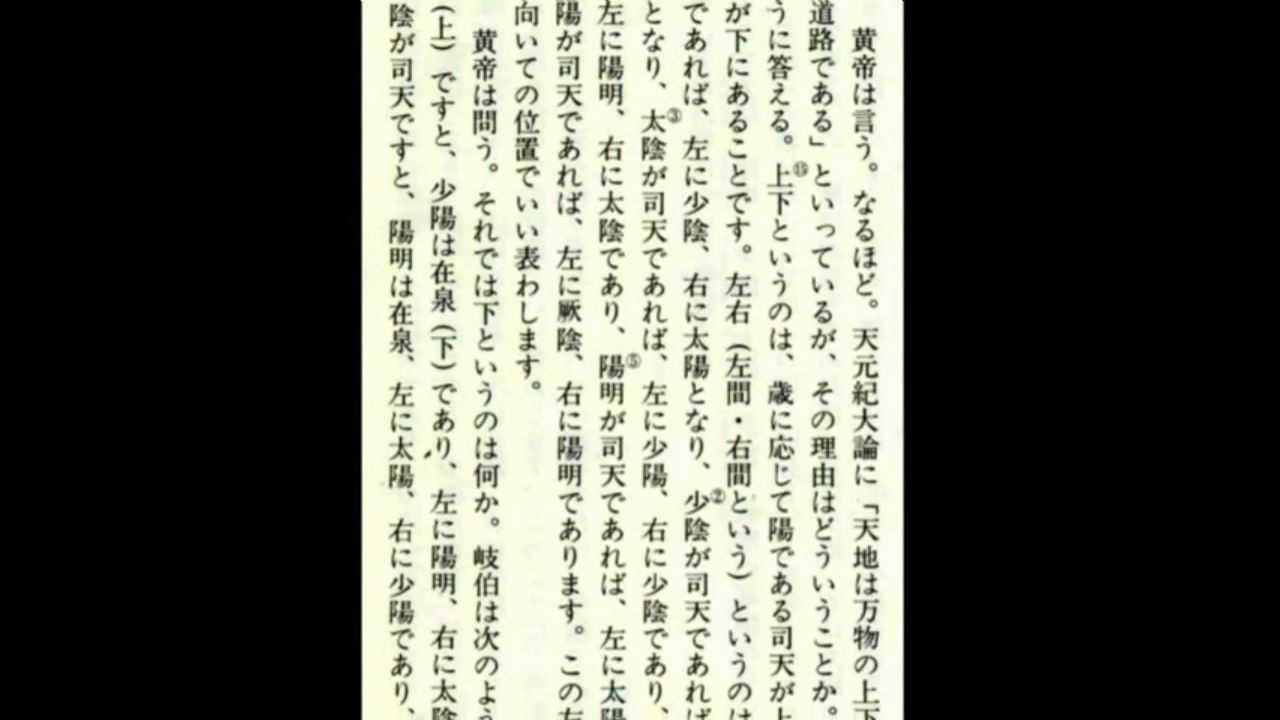 黄帝は言う。なるほど。天元紀大論に「天地は万物の上下
道路である」といっているが、その理由はどういうことか。
うに答える。上⑮下というのは、歳に応じて陽である司天が上
が下にあることです。左右(左間・右間という)というのは
であれば、左に少陰、右に太陽となり、少②陰が司天であれば
となり、太③陰が司天であれば、左に少陽、右に少陰であり、
左に陽明、右に太陰であり、陽⑤明が司天であれば、左に太陽
陽が司天であれば、左に厥陰、右に陽明であります。この左
向いての位置でいい表わします。
黄帝は問う。それでは下というのは何か。岐伯は次のよう
(上)ですと、少陽は在泉(下)であり、左に陽明、右に太陰
陰が司天ですと、陽明は在泉、左に太陽、右に少陽であり、